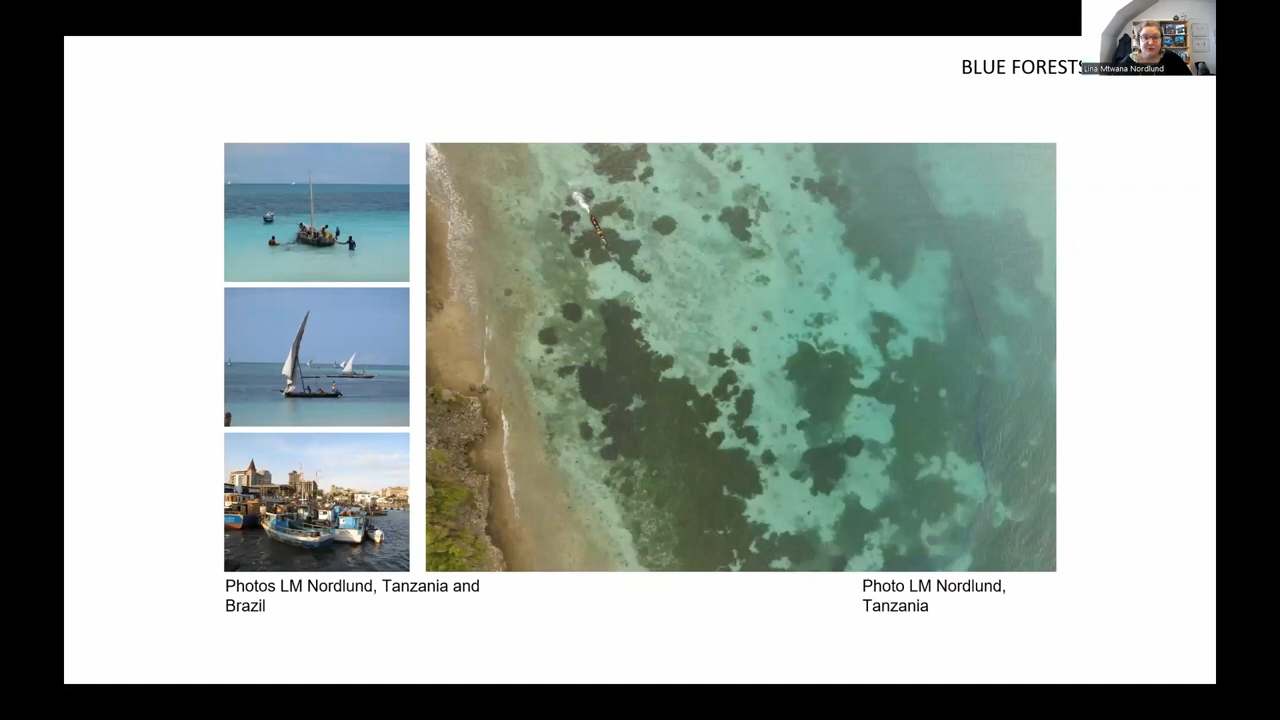 BLUE FORESTS
Lina Mtwana Nordlund
Photos LM Nordlund, Tanzania and
Brazil
Photo LM Nordlund,
Tanzania